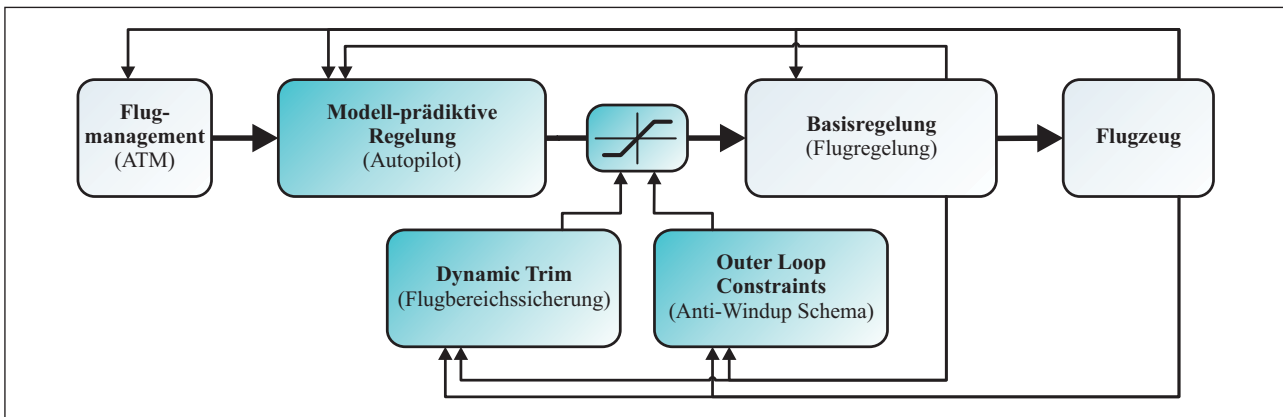 Flug-
management
(ATM)
Modell-prädiktive
Regelung
(Autopilot)
Basisregelung
(Flugregelung)
Flugzeug
Dynamic Trim
(Flugbereichssicherung)
Outer Loop
Constraints
(Anti-Windup Schema)